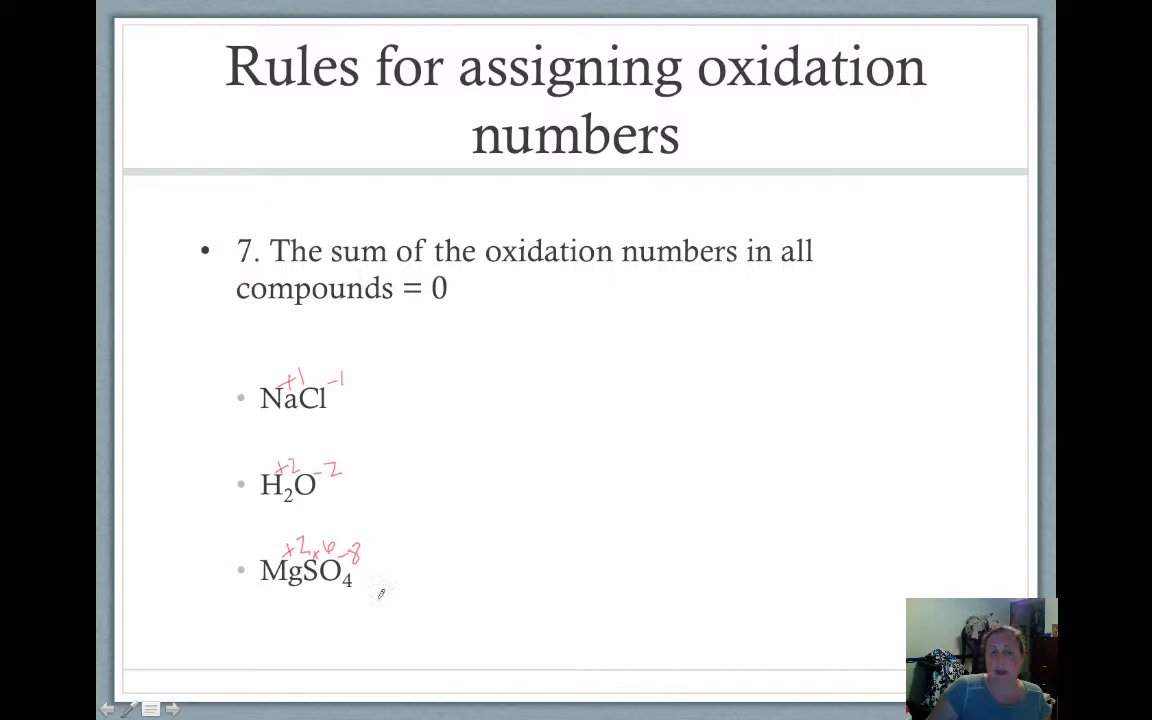 Rules for assigning oxidation
numbers
• 7. The sum of the oxidation numbers in all
compounds = 0
+1 -1
• NaCl
+2 -2
• H₂O
+2 +6 -8
• MgSO₄